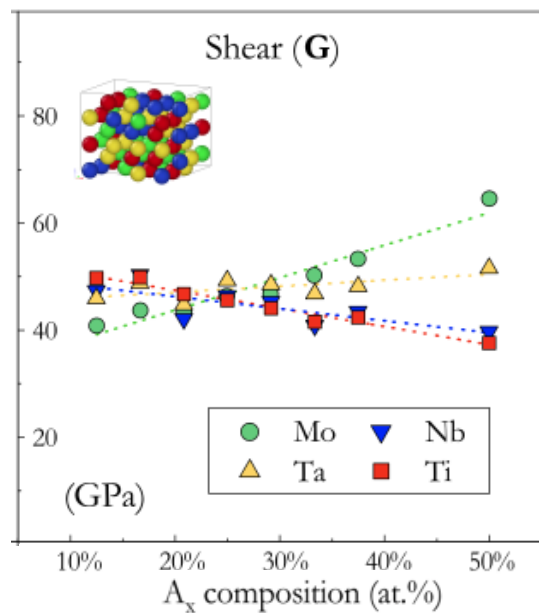 Shear (G)
80
60
40
20
(GPa)
Mo
Nb
Ta
Ti
10%
20%
30%
40%
50%
Aₓ composition (at.%)